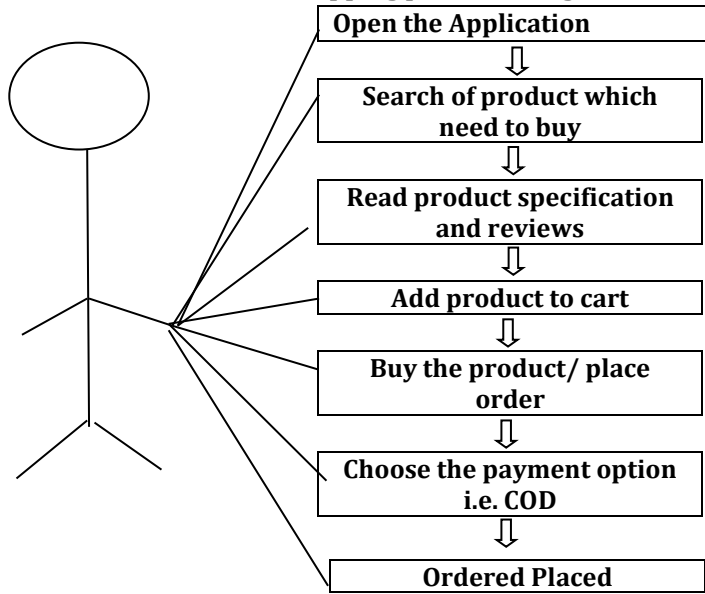 Open the Application
Search of product which
need to buy
Read product specification
and reviews
Add product to cart
Buy the product/ place
order
Choose the payment option
i.e. COD
Ordered Placed